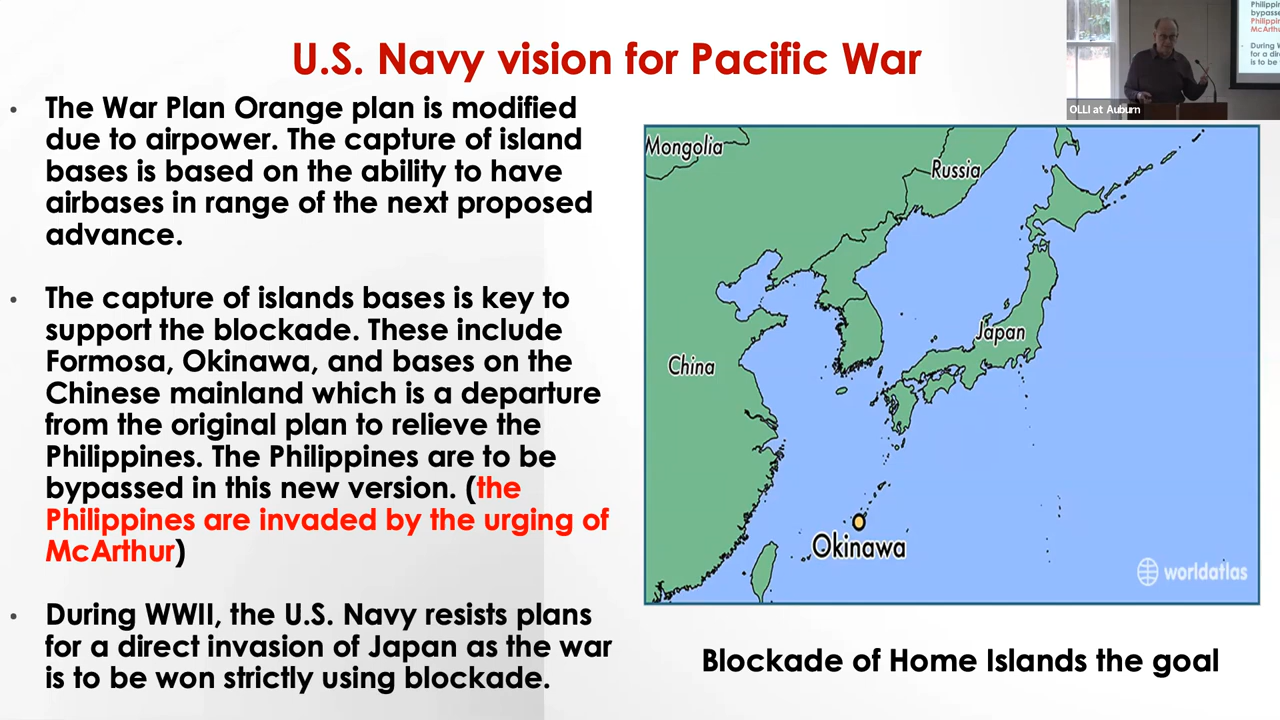 U.S. Navy vision for Pacific War
• The War Plan Orange plan is modified
due to airpower. The capture of island
bases is based on the ability to have
airbases in range of the next proposed
advance.
• The capture of islands bases is key to
support the blockade. These include
Formosa, Okinawa, and bases on the
Chinese mainland which is a departure
from the original plan to relieve the
Philippines. The Philippines are to be
bypassed in this new version. (the
Philippines are invaded by the urging of
McArthur)
• During WWII, the U.S. Navy resists plans
for a direct invasion of Japan as the war
is to be won strictly using blockade.
OLLI at Auburn
Mongolia
Russia
Japan
China
Okinawa
worldatlas
Blockade of Home Islands the goal